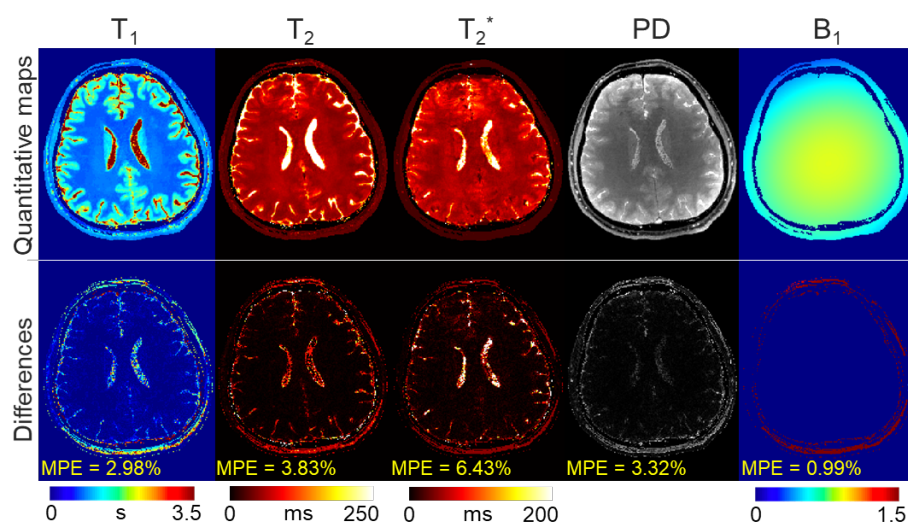 T₁ T₂ T₂* PD B₁
Quantitative maps
Differences
MPE = 2.98% MPE = 3.83% MPE = 6.43% MPE = 3.32% MPE = 0.99%
0 s 3.5 0 ms 250 0 ms 200 0 1.5